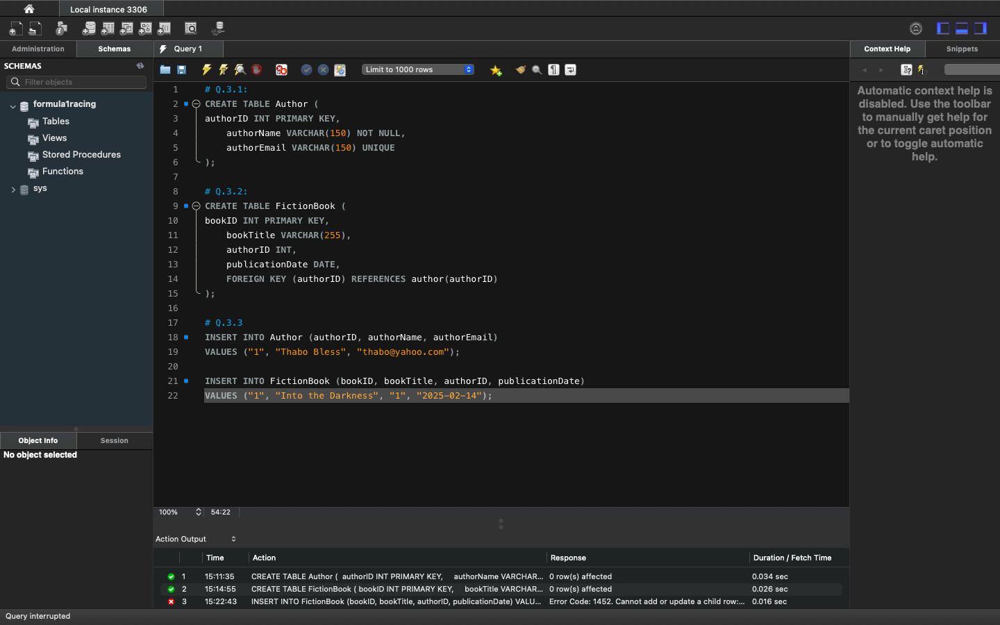 Local instance 3306
Administration
Schemas
Query 1
Context Help
Snippets
SCHEMAS
Filter objects
Limit to 1000 rows
formula1racing
Tables
Views
Stored Procedures
Functions
sys
1 # Q.3.1:
2 CREATE TABLE Author (
3 authorID INT PRIMARY KEY,
4 authorName VARCHAR(150) NOT NULL,
5 authorEmail VARCHAR(150) UNIQUE
6 );
7
8 # Q.3.2:
9 CREATE TABLE FictionBook (
10 bookID INT PRIMARY KEY,
11 bookTitle VARCHAR(255),
12 authorID INT,
13 publicationDate DATE,
14 FOREIGN KEY (authorID) REFERENCES author(authorID)
15 );
16
17 # Q.3.3
18 INSERT INTO Author (authorID, authorName, authorEmail)
19 VALUES ("1", "Thabo Bless", "thabo@yahoo.com");
20
21 INSERT INTO FictionBook (bookID, bookTitle, authorID, publicationDate)
22 VALUES ("1", "Into the Darkness", "1", "2025-02-14");
Automatic context help is
disabled. Use the toolbar
to manually get help for
the current caret position
or to toggle automatic
help.
Object Info
Session
No object selected
100%
54:22
Action Output
Time Action Response Duration / Fetch Time
1 15:11:35 CREATE TABLE Author ( authorID INT PRIMARY KEY, authorName VARCHAR... 0 row(s) affected 0.034 sec
2 15:14:55 CREATE TABLE FictionBook ( bookID INT PRIMARY KEY, bookTitle VARCHAR... 0 row(s) affected 0.026 sec
3 15:22:43 INSERT INTO FictionBook (bookID, bookTitle, authorID, publicationDate) VALU... Error Code: 1452. Cannot add or update a child row:... 0.016 sec
Query interrupted